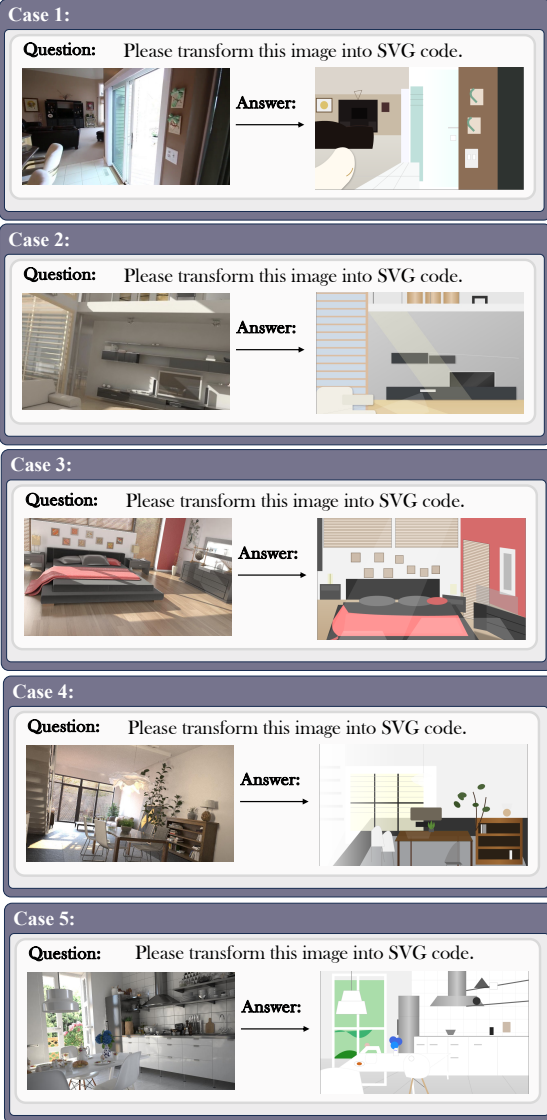 Case 1:
Question: Please transform this image into SVG code.
Answer:
Case 2:
Question: Please transform this image into SVG code.
Answer:
Case 3:
Question: Please transform this image into SVG code.
Answer:
Case 4:
Question: Please transform this image into SVG code.
Answer:
Case 5:
Question: Please transform this image into SVG code.
Answer: